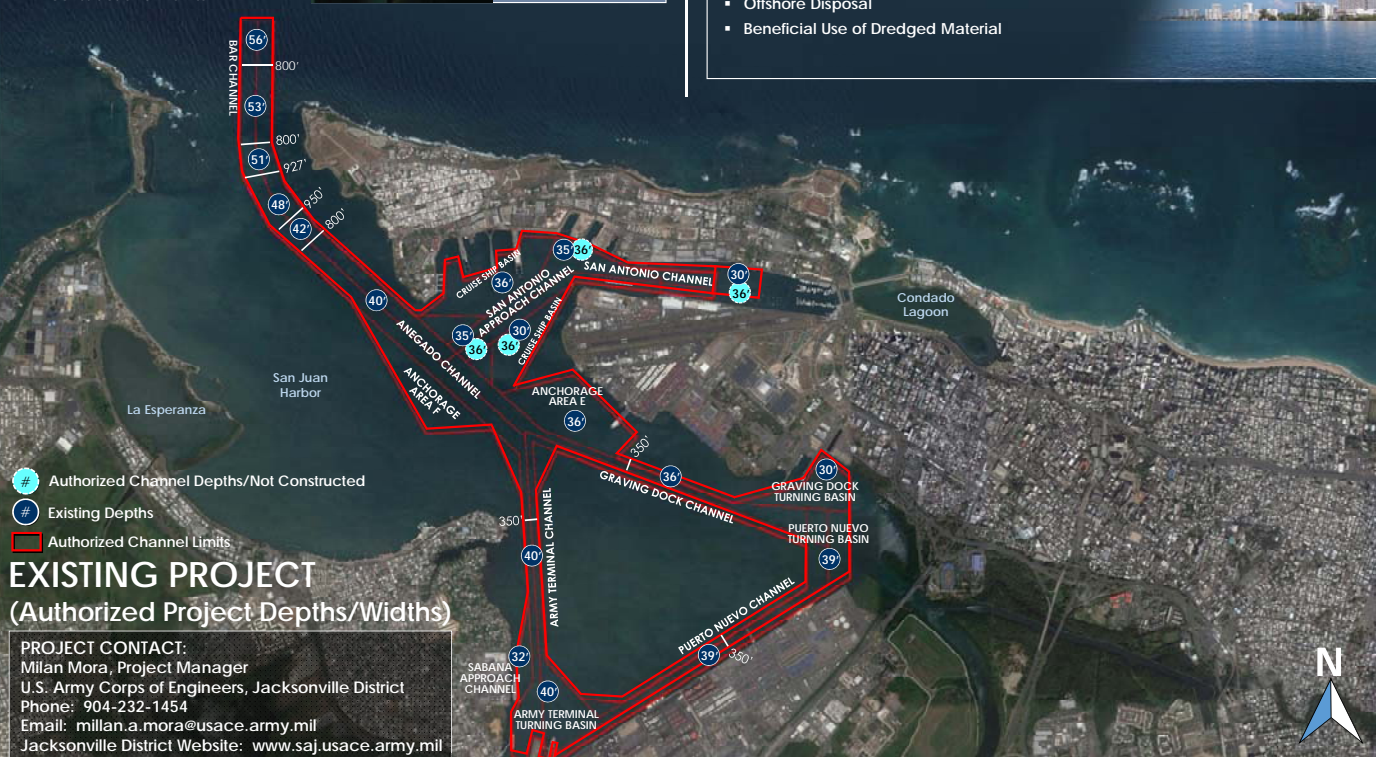 Offshore Disposal
▪ Beneficial Use of Dredged Material
BAR CHANNEL
56'
800'
53'
800'
51'
927'
48'
950'
42'
800'
40'
ANEGADO CHANNEL
ANCHORAGE
AREA F
CRUISE SHIP BASIN
36'
35'
36'
SAN ANTONIO
APPROACH CHANNEL
35'
36'
30'
36'
CRUISE SHIP BASIN
SAN ANTONIO CHANNEL
30'
36'
Condado
Lagoon
San Juan
Harbor
La Esperanza
ANCHORAGE
AREA E
36'
350'
36'
GRAVING DOCK CHANNEL
30'
GRAVING DOCK
TURNING BASIN
PUERTO NUEVO
TURNING BASIN
39'
350'
40'
ARMY TERMINAL CHANNEL
PUERTO NUEVO CHANNEL
39'
350'
32'
SABANA
APPROACH
CHANNEL
40'
ARMY TERMINAL
TURNING BASIN
# Authorized Channel Depths/Not Constructed
# Existing Depths
Authorized Channel Limits
EXISTING PROJECT
(Authorized Project Depths/Widths)
PROJECT CONTACT:
Milan Mora, Project Manager
U.S. Army Corps of Engineers, Jacksonville District
Phone: 904-232-1454
Email: millan.a.mora@usace.army.mil
Jacksonville District Website: www.saj.usace.army.mil
N